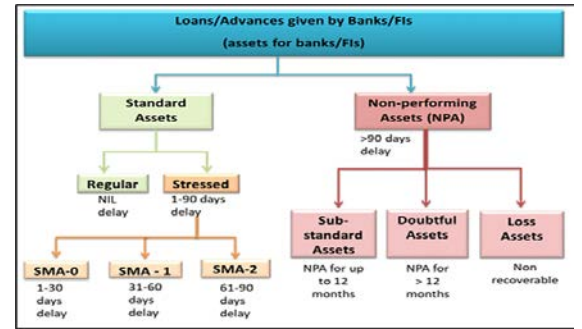 Loans/Advances given by Banks/FIs
(assets for banks/FIs)
Standard
Assets
Non-performing
Assets (NPA)
>90 days
delay
Regular
NIL
delay
Stressed
1-90 days
delay
Sub-
standard
Assets
NPA for up
to 12
months
Doubtful
Assets
NPA for
> 12
months
Loss
Assets
Non
recoverable
SMA-0
1-30
days
delay
SMA - 1
31-60
days
delay
SMA-2
61-90
days
delay